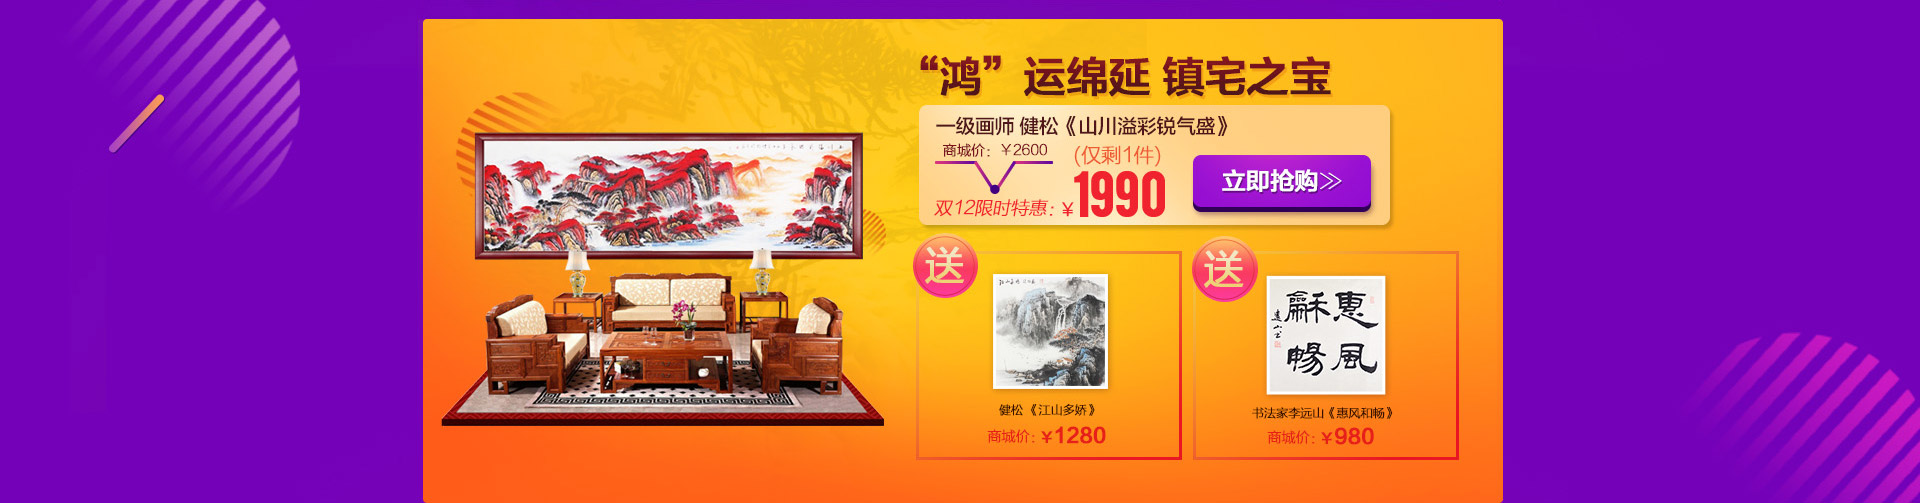 “鸿”运绵延 镇宅之宝
一级画师 健松《山川溢彩锐气盛》
商城价：￥2600
(仅剩1件)
双12限时特惠：￥1990
立即抢购
送
健松 《江山多娇》
商城价：￥1280
送
惠風
龢暢
书法家李远山《惠风和畅》
商城价：￥980